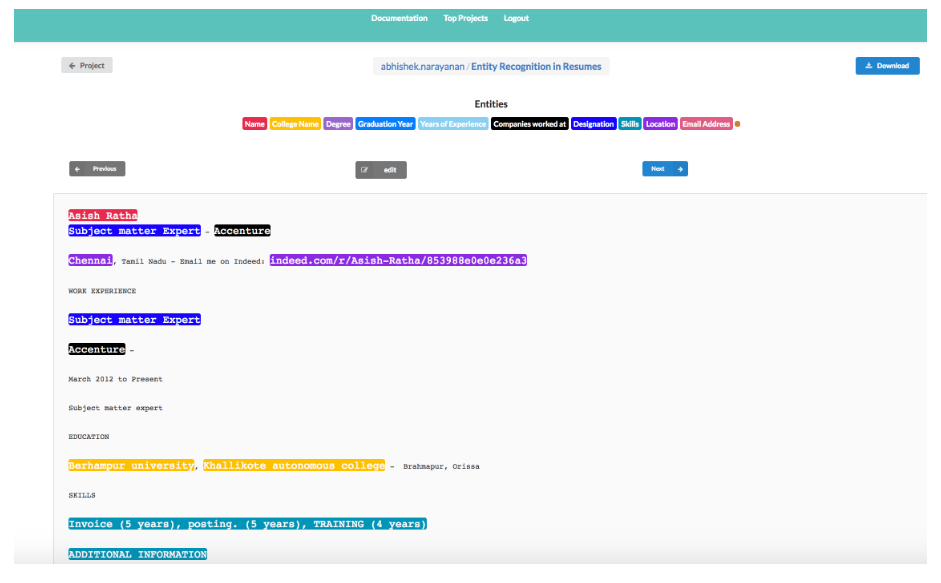 Documentation Top Projects Logout
← Project
abhishek.narayanan / Entity Recognition in Resumes
Download
Entities
Name College Name Degree Graduation Year Years of Experience Companies worked at Designation Skills Location Email Address
← Previous
edit
Next →
Asish Ratha
Subject matter Expert - Accenture
Chennai, Tamil Nadu - Email me on Indeed: indeed.com/r/Asish-Ratha/853988e0e0e236a3
WORK EXPERIENCE
Subject matter Expert
Accenture -
March 2012 to Present
Subject matter expert
EDUCATION
Berhampur university, Khallikote autonomous college - Brahmapur, Orissa
SKILLS
Invoice (5 years), posting. (5 years), TRAINING (4 years)
ADDITIONAL INFORMATION